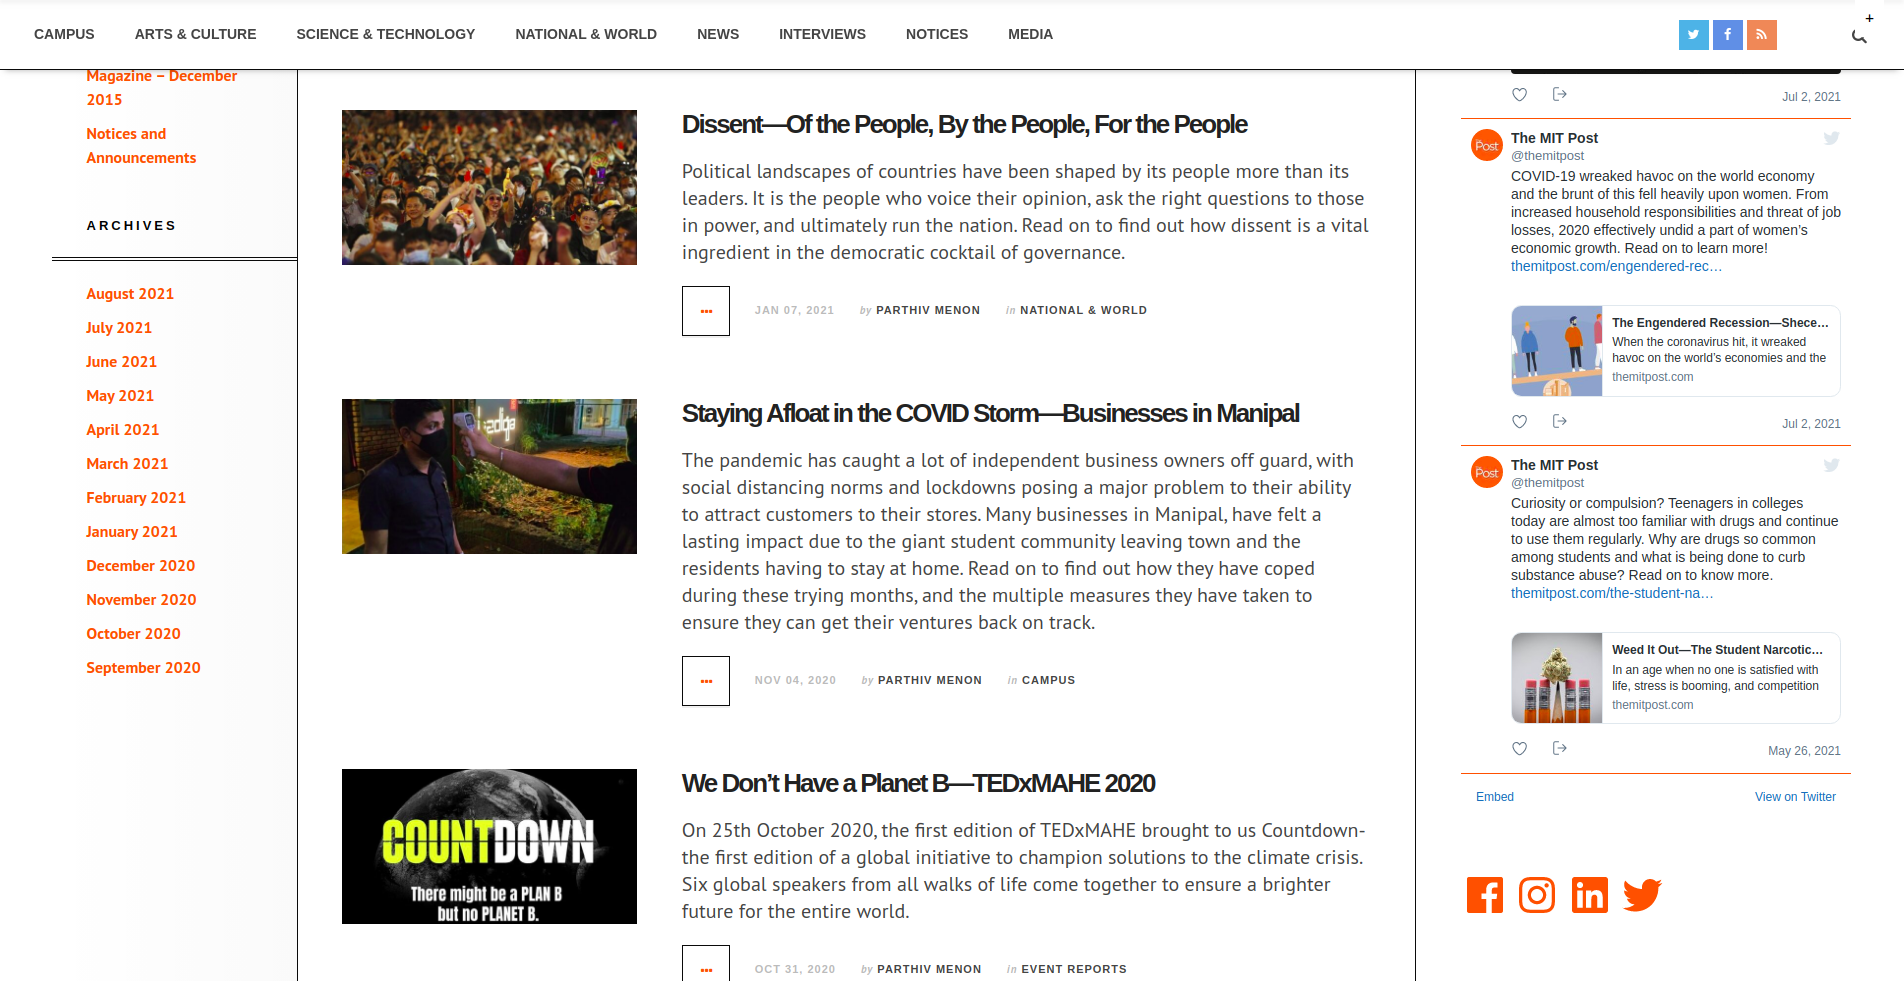 CAMPUS ARTS & CULTURE SCIENCE & TECHNOLOGY NATIONAL & WORLD NEWS INTERVIEWS NOTICES MEDIA
Magazine – December
2015
Notices and
Announcements
ARCHIVES
August 2021
July 2021
June 2021
May 2021
April 2021
March 2021
February 2021
January 2021
December 2020
November 2020
October 2020
September 2020
Dissent—Of the People, By the People, For the People
Political landscapes of countries have been shaped by its people more than its
leaders. It is the people who voice their opinion, ask the right questions to those
in power, and ultimately run the nation. Read on to find out how dissent is a vital
ingredient in the democratic cocktail of governance.
JAN 07, 2021 by PARTHIV MENON in NATIONAL & WORLD
Staying Afloat in the COVID Storm—Businesses in Manipal
The pandemic has caught a lot of independent business owners off guard, with
social distancing norms and lockdowns posing a major problem to their ability
to attract customers to their stores. Many businesses in Manipal, have felt a
lasting impact due to the giant student community leaving town and the
residents having to stay at home. Read on to find out how they have coped
during these trying months, and the multiple measures they have taken to
ensure they can get their ventures back on track.
NOV 04, 2020 by PARTHIV MENON in CAMPUS
COUNTDOWN
There might be a PLAN B
but no PLANET B.
We Don’t Have a Planet B—TEDxMAHE 2020
On 25th October 2020, the first edition of TEDxMAHE brought to us Countdown-
the first edition of a global initiative to champion solutions to the climate crisis.
Six global speakers from all walks of life come together to ensure a brighter
future for the entire world.
OCT 31, 2020 by PARTHIV MENON in EVENT REPORTS
Jul 2, 2021
Post
The MIT Post
@themitpost
COVID-19 wreaked havoc on the world economy
and the brunt of this fell heavily upon women. From
increased household responsibilities and threat of job
losses, 2020 effectively undid a part of women’s
economic growth. Read on to learn more!
themitpost.com/engendered-rec…
The Engendered Recession—Shece…
When the coronavirus hit, it wreaked
havoc on the world’s economies and the
themitpost.com
Jul 2, 2021
Post
The MIT Post
@themitpost
Curiosity or compulsion? Teenagers in colleges
today are almost too familiar with drugs and continue
to use them regularly. Why are drugs so common
among students and what is being done to curb
substance abuse? Read on to know more.
themitpost.com/the-student-na…
Weed It Out—The Student Narcotic…
In an age when no one is satisfied with
life, stress is booming, and competition
themitpost.com
May 26, 2021
Embed View on Twitter